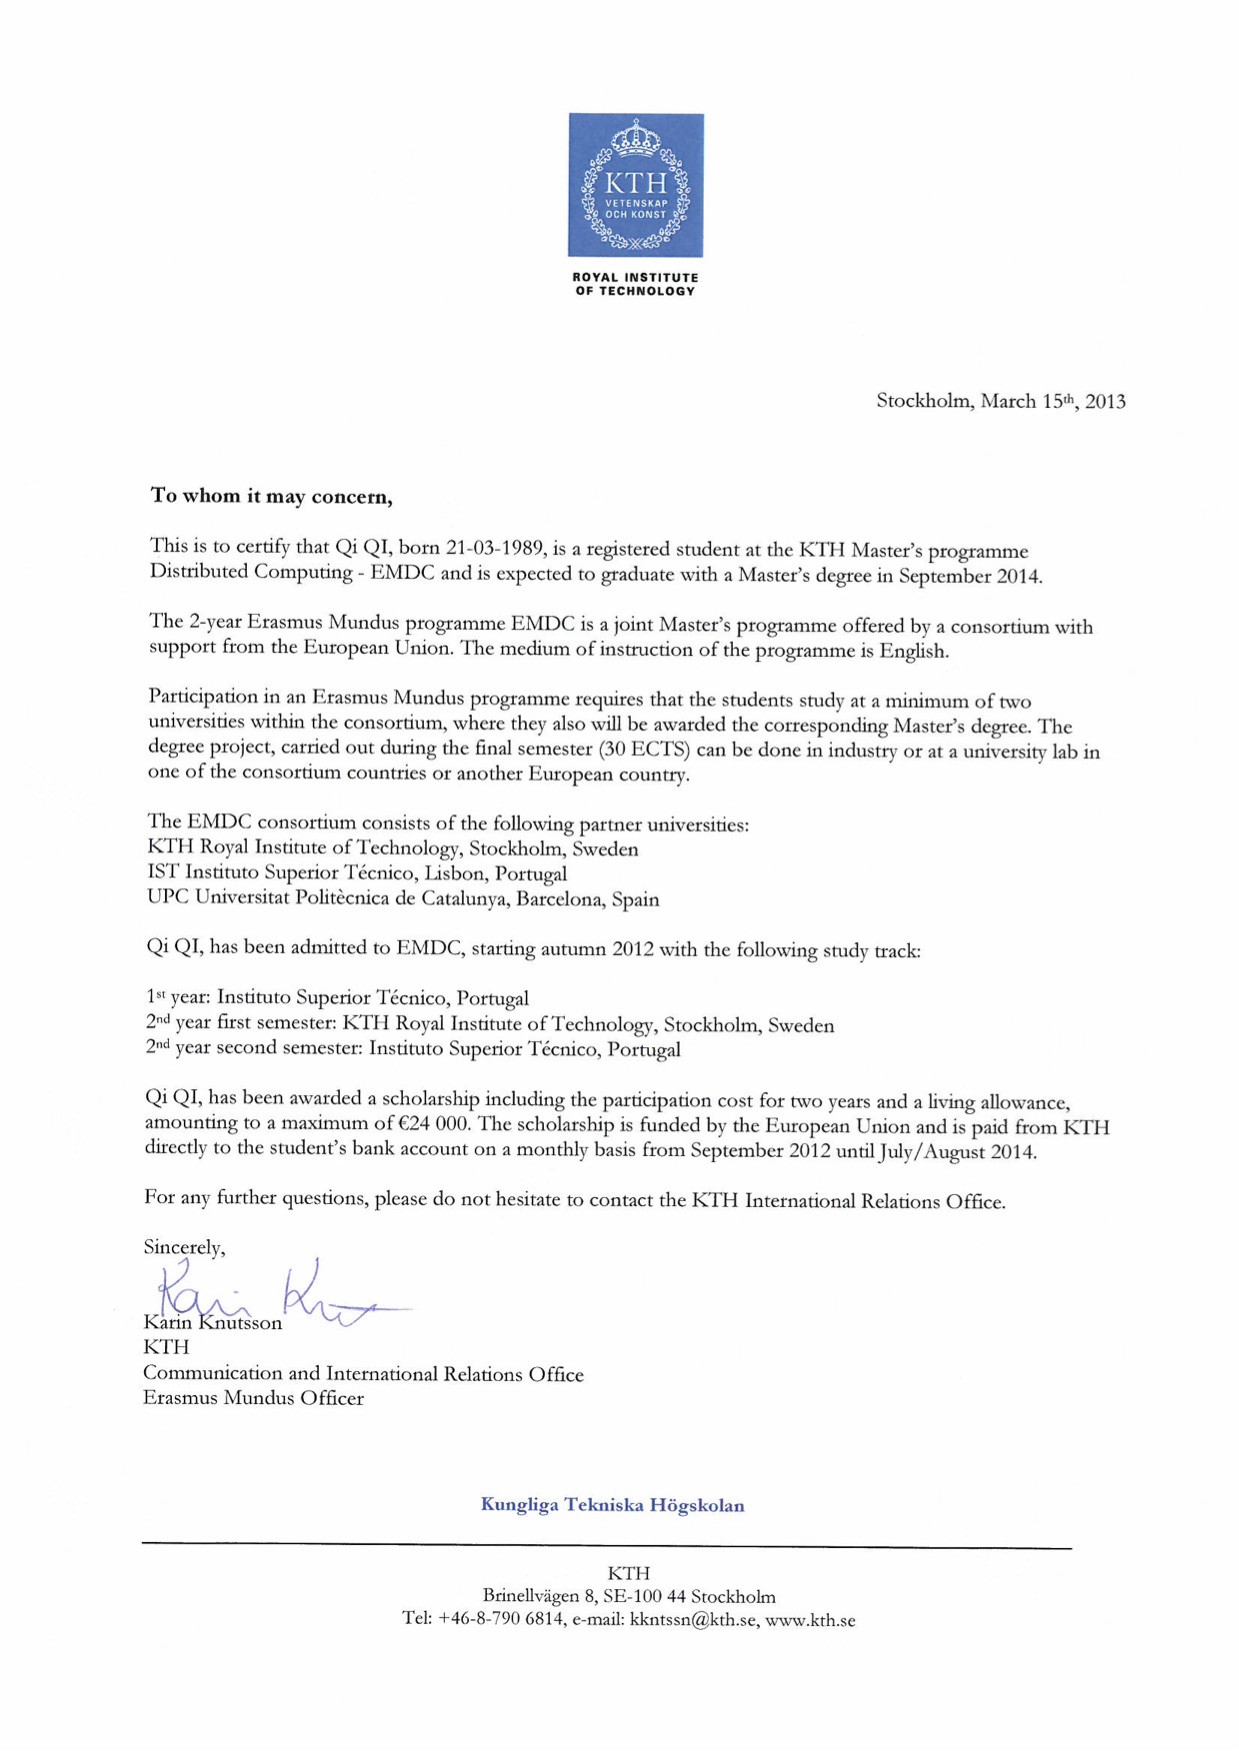 KTH
VETENSKAP
OCH KONST
ROYAL INSTITUTE
OF TECHNOLOGY
Stockholm, March 15th, 2013
To whom it may concern,
This is to certify that Qi QI, born 21-03-1989, is a registered student at the KTH Master's programme
Distributed Computing - EMDC and is expected to graduate with a Master's degree in September 2014.
The 2-year Erasmus Mundus programme EMDC is a joint Master's programme offered by a consortium with
support from the European Union. The medium of instruction of the programme is English.
Participation in an Erasmus Mundus programme requires that the students study at a minimum of two
universities within the consortium, where they also will be awarded the corresponding Master's degree. The
degree project, carried out during the final semester (30 ECTS) can be done in industry or at a university lab in
one of the consortium countries or another European country.
The EMDC consortium consists of the following partner universities:
KTH Royal Institute of Technology, Stockholm, Sweden
IST Instituto Superior Técnico, Lisbon, Portugal
UPC Universitat Politècnica de Catalunya, Barcelona, Spain
Qi QI, has been admitted to EMDC, starting autumn 2012 with the following study track:
1st year: Instituto Superior Técnico, Portugal
2nd year first semester: KTH Royal Institute of Technology, Stockholm, Sweden
2nd year second semester: Instituto Superior Técnico, Portugal
Qi QI, has been awarded a scholarship including the participation cost for two years and a living allowance,
amounting to a maximum of €24 000. The scholarship is funded by the European Union and is paid from KTH
directly to the student's bank account on a monthly basis from September 2012 until July/August 2014.
For any further questions, please do not hesitate to contact the KTH International Relations Office.
Sincerely,
Karin Knutsson
KTH
Communication and International Relations Office
Erasmus Mundus Officer
Kungliga Tekniska Högskolan
KTH
Brinellvägen 8, SE-100 44 Stockholm
Tel: +46-8-790 6814, e-mail: kkntssn@kth.se, www.kth.se